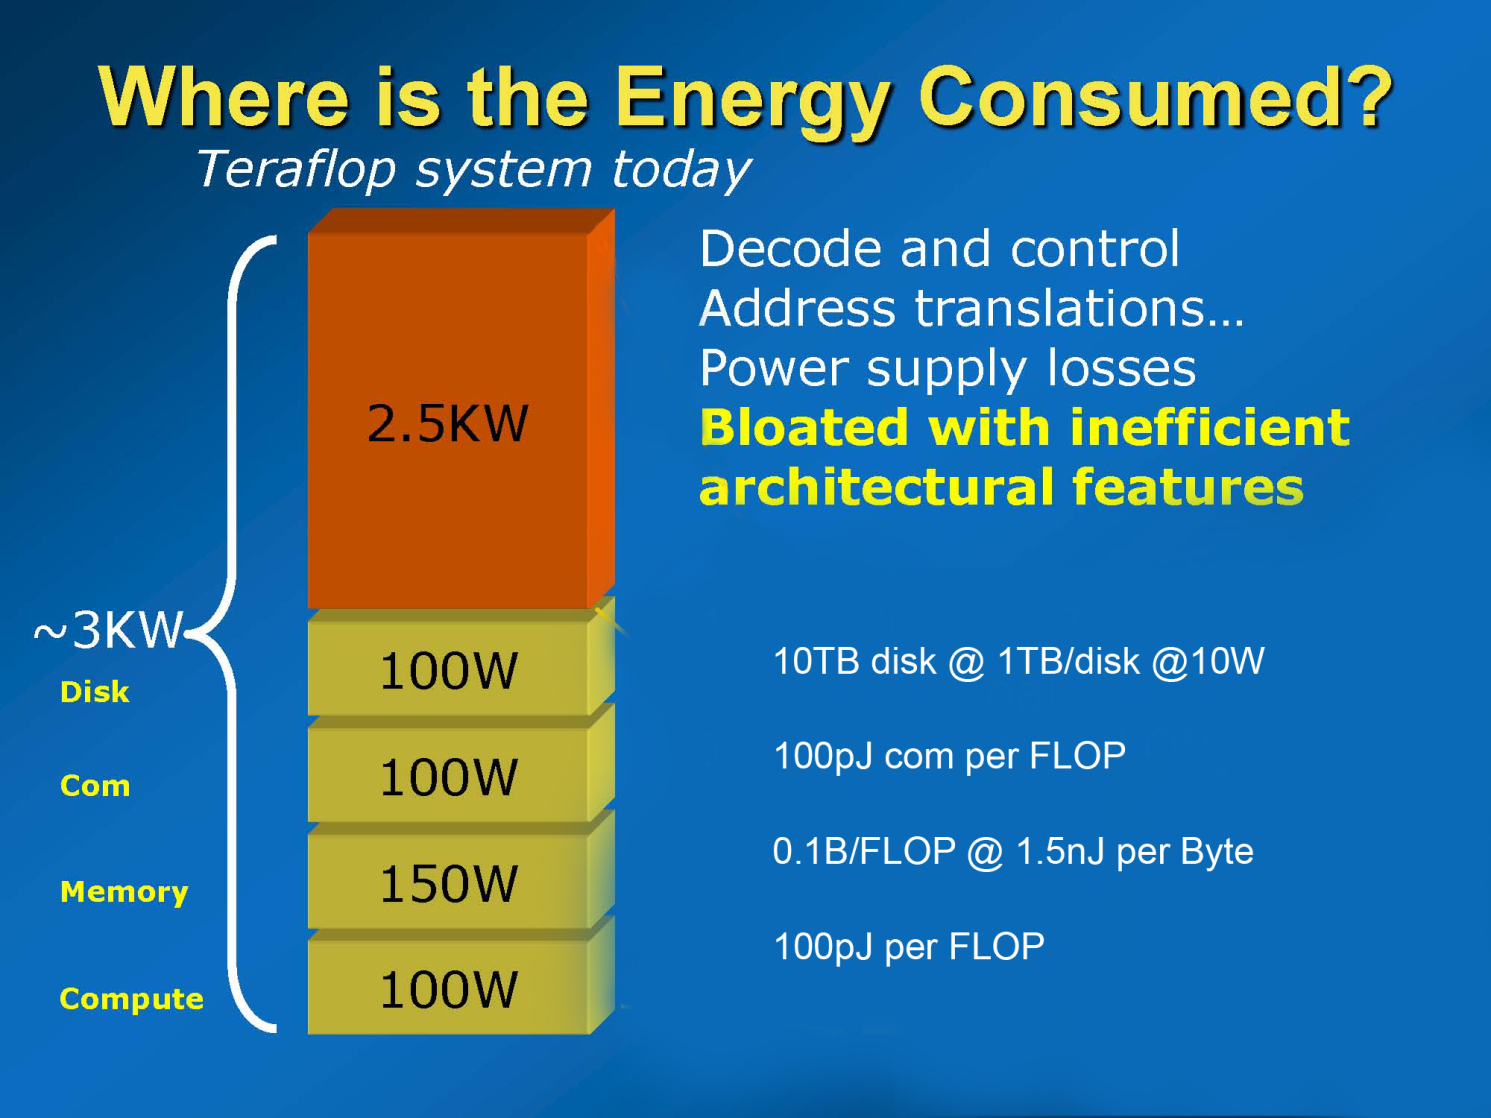 Where is the Energy Consumed?
Teraflop system today
Decode and control
Address translations…
Power supply losses
Bloated with inefficient
architectural features
2.5KW
~3KW
Disk
100W
10TB disk @ 1TB/disk @10W
Com
100W
100pJ com per FLOP
Memory
150W
0.1B/FLOP @ 1.5nJ per Byte
Compute
100W
100pJ per FLOP